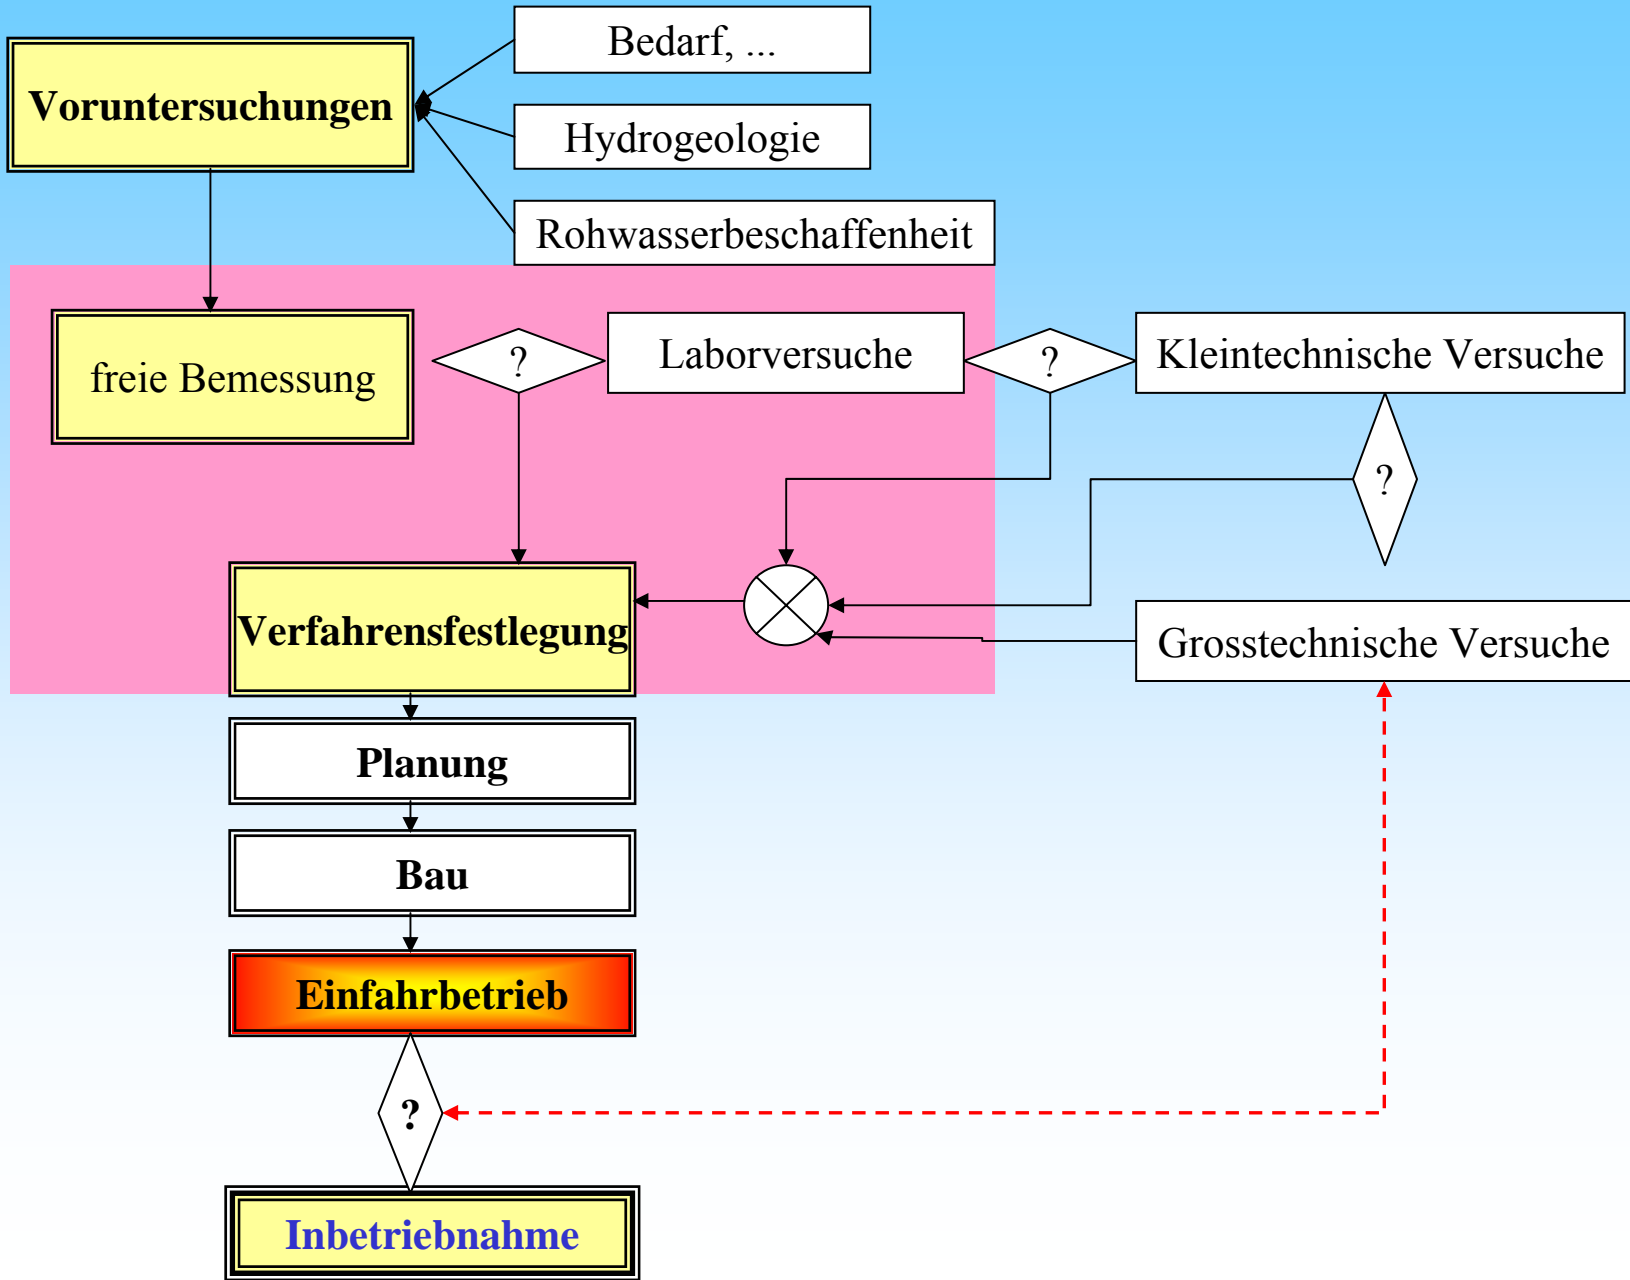 Bedarf, ...
Voruntersuchungen
Hydrogeologie
Rohwasserbeschaffenheit
freie Bemessung
?
Laborversuche
?
Kleintechnische Versuche
?
Verfahrensfestlegung
Grosstechnische Versuche
Planung
Bau
Einfahrbetrieb
?
Inbetriebnahme